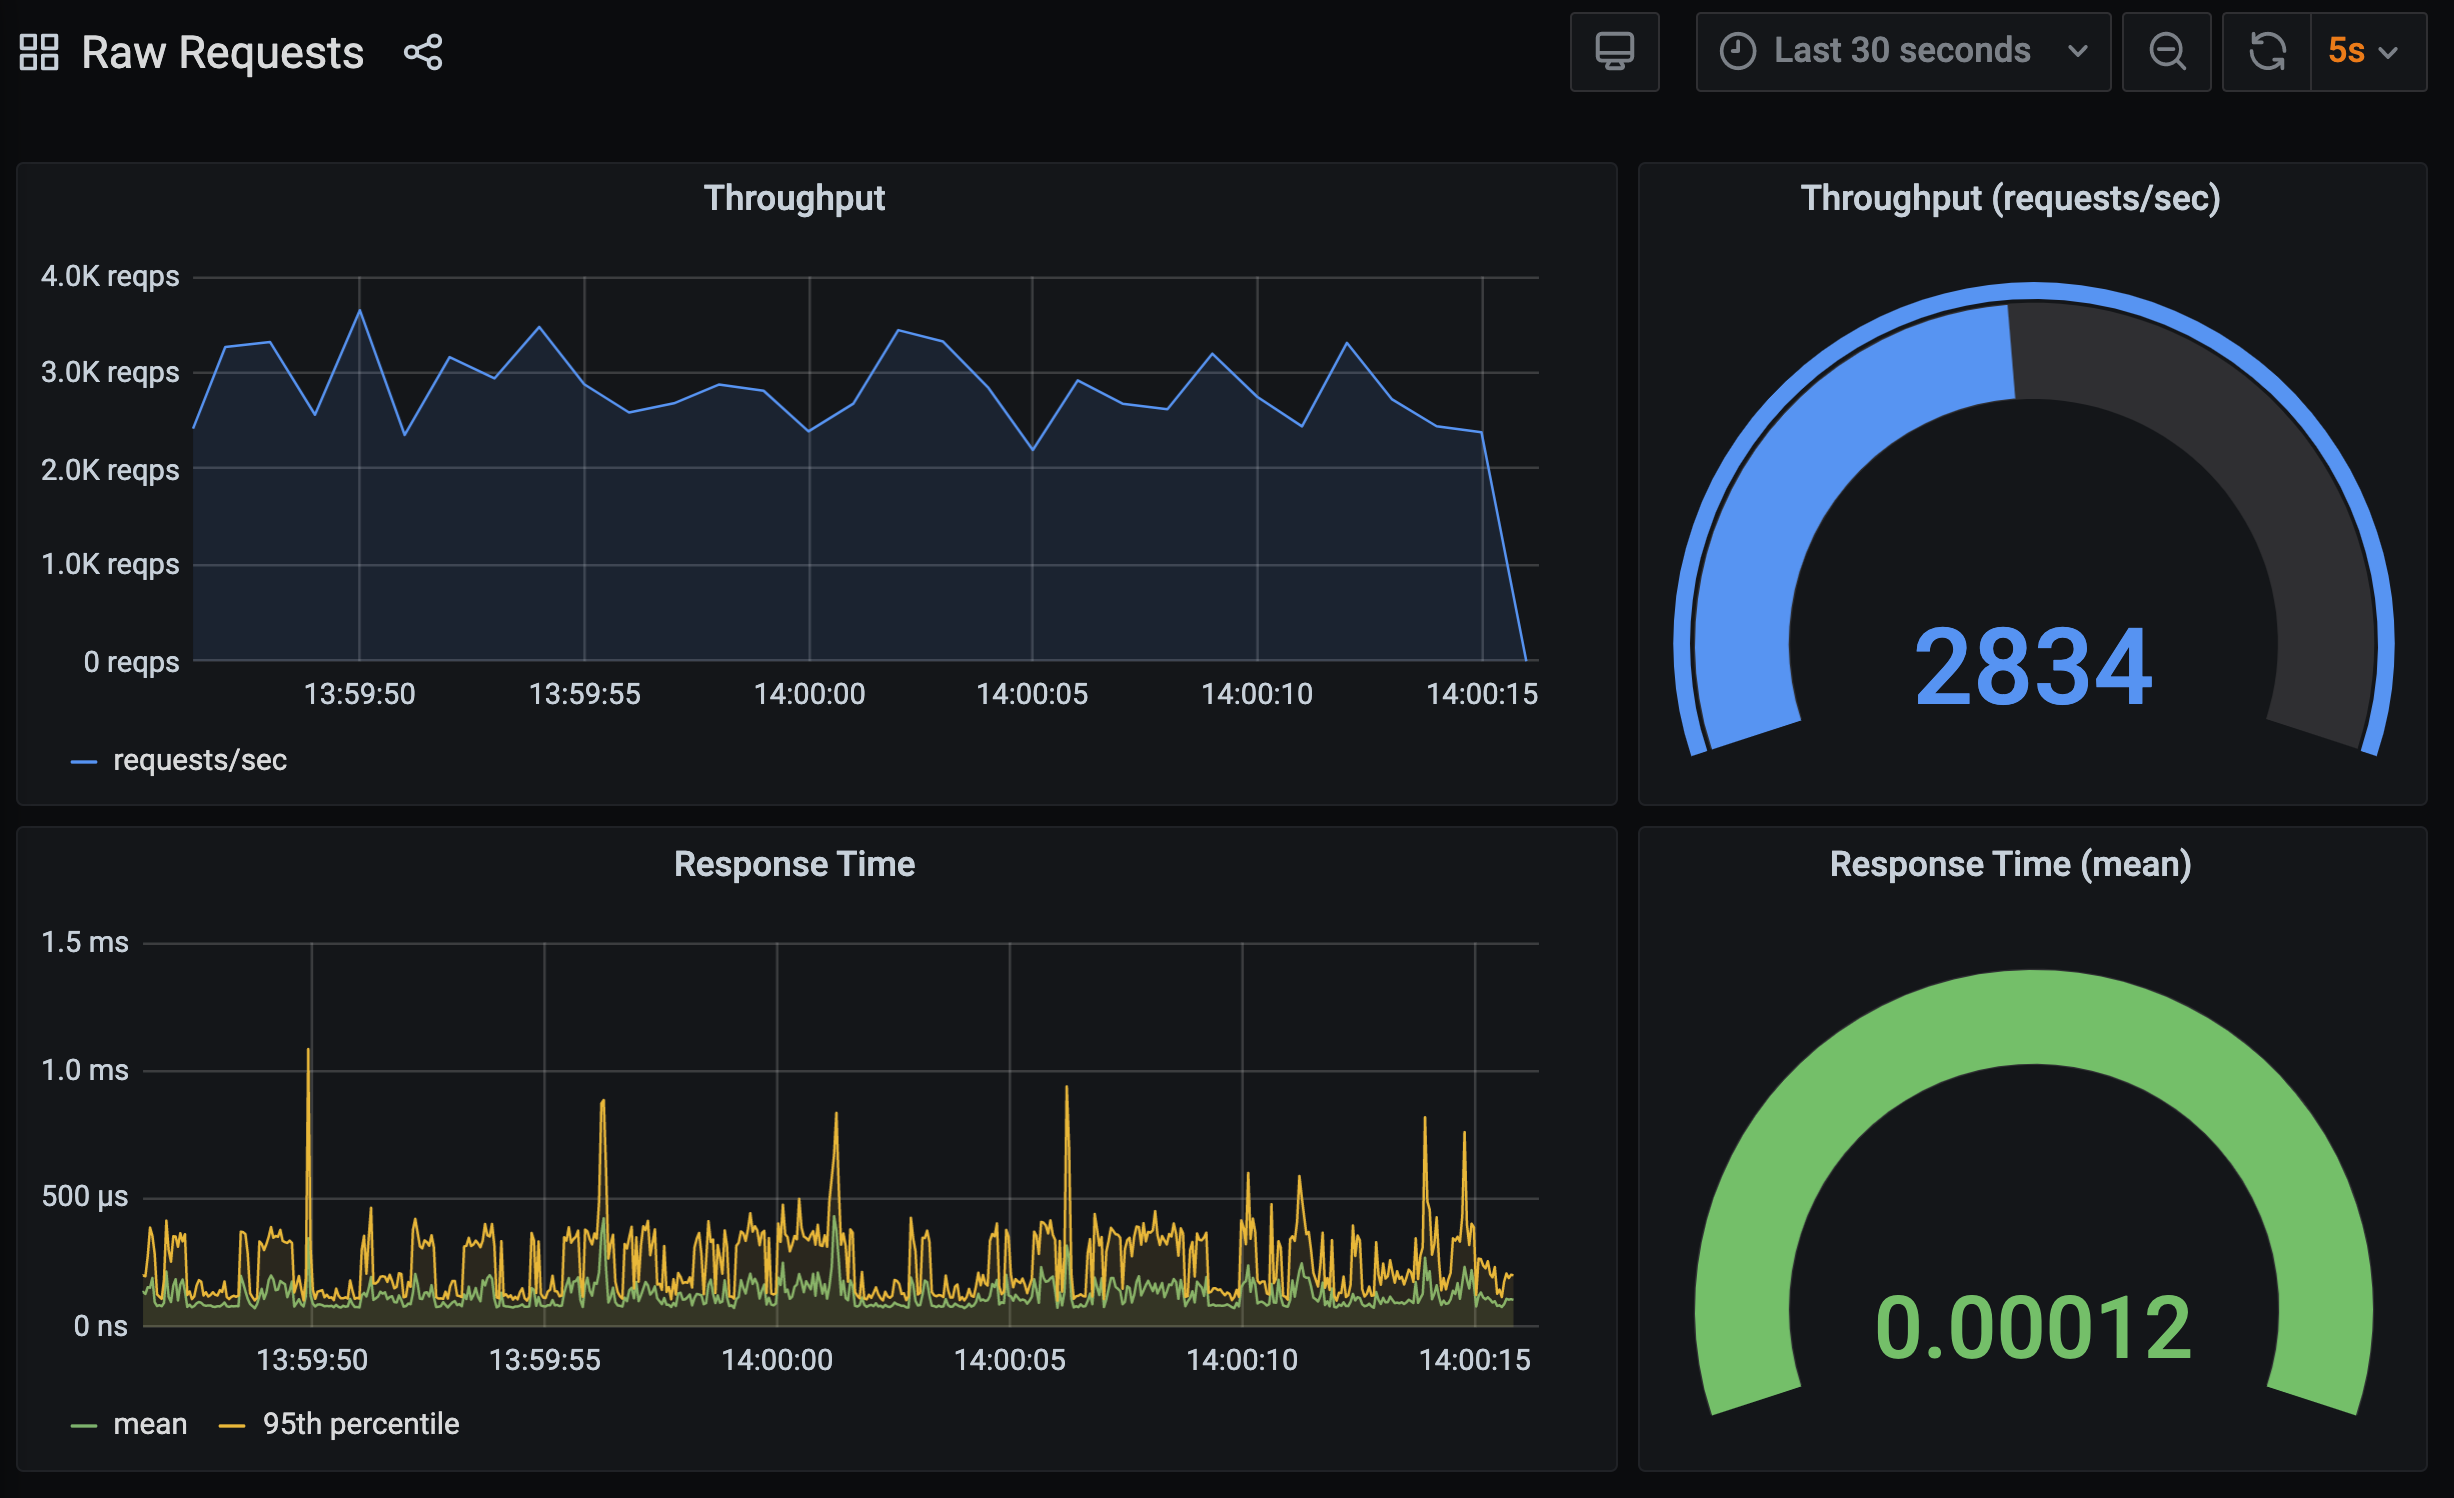 Raw Requests
Last 30 seconds
5s
Throughput
4.0K reqps
3.0K reqps
2.0K reqps
1.0K reqps
0 reqps
13:59:50 13:59:55 14:00:00 14:00:05 14:00:10 14:00:15
requests/sec
Throughput (requests/sec)
2834
Response Time
1.5 ms
1.0 ms
500 µs
0 ns
13:59:50 13:59:55 14:00:00 14:00:05 14:00:10 14:00:15
mean 95th percentile
Response Time (mean)
0.00012